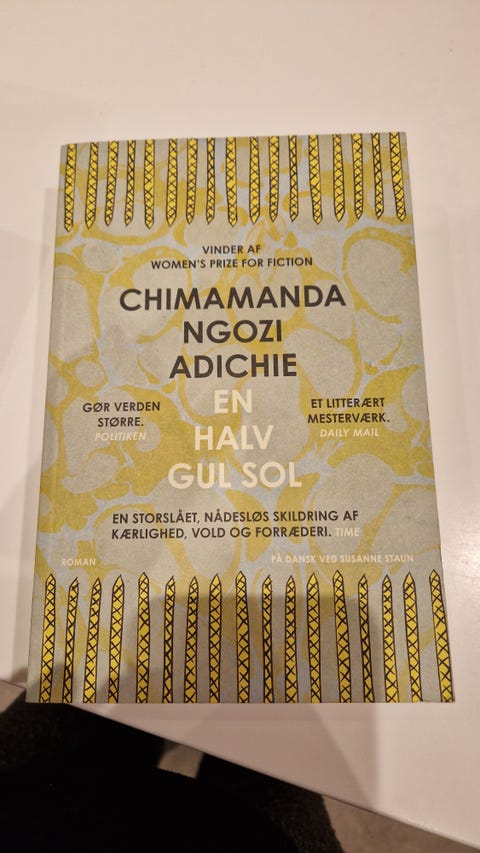 VINDER AF
WOMEN'S PRIZE FOR FICTION
CHIMAMANDA
NGOZI
ADICHIE
EN
HALV
GUL SOL
GØR VERDEN
STØRRE.
POLITIKEN
ET LITTERÆRT
MESTERVÆRK.
DAILY MAIL
EN STORSLÅET, NÅDESLØS SKILDRING AF
KÆRLIGHED, VOLD OG FORRÆDERI. TIME
ROMAN
PÅ DANSK VED SUSANNE STAUN